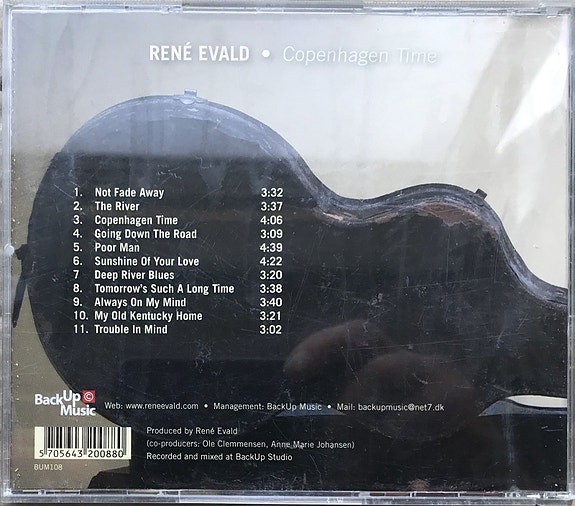 RENÉ EVALD • Copenhagen Time
1. Not Fade Away 3:32
2. The River 3:37
3. Copenhagen Time 4:06
4. Going Down The Road 3:09
5. Poor Man 4:39
6. Sunshine Of Your Love 4:22
7 Deep River Blues 3:20
8. Tomorrow's Such A Long Time 3:38
9. Always On My Mind 3:40
10. My Old Kentucky Home 3:21
11. Trouble In Mind 3:02
BackUp ©
Music
Web: www.reneevald.com • Management: BackUp Music • Mail: backupmusic@net7.dk
Produced by René Evald
(co-producers: Ole Clemmensen, Anne Marie Johansen)
Recorded and mixed at BackUp Studio
5 705643 200880
BUM108